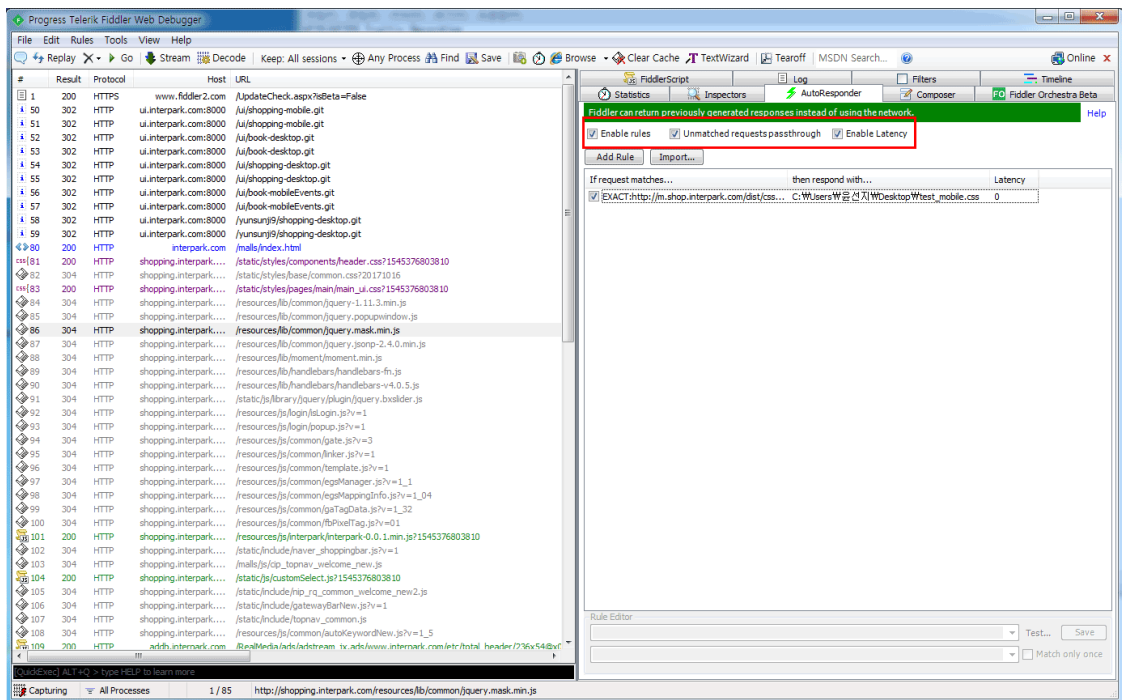 Progress Telerik Fiddler Web Debugger
File Edit Rules Tools View Help
Replay X Go Stream Decode Keep: All sessions Any Process Find Save Browse Clear Cache TextWizard Tearoff MSDN Search... Online x
# Result Protocol Host URL
1 200 HTTPS www.fiddler2.com /UpdateCheck.aspx?isBeta=False
50 302 HTTP ui.interpark.com:8000 /ui/shopping-mobile.git
51 302 HTTP ui.interpark.com:8000 /ui/shopping-mobile.git
52 302 HTTP ui.interpark.com:8000 /ui/book-desktop.git
53 302 HTTP ui.interpark.com:8000 /ui/book-desktop.git
54 302 HTTP ui.interpark.com:8000 /ui/shopping-desktop.git
55 302 HTTP ui.interpark.com:8000 /ui/shopping-desktop.git
56 302 HTTP ui.interpark.com:8000 /ui/book-mobileEvents.git
57 302 HTTP ui.interpark.com:8000 /ui/book-mobileEvents.git
58 302 HTTP ui.interpark.com:8000 /yunsunji9/shopping-desktop.git
59 302 HTTP ui.interpark.com:8000 /yunsunji9/shopping-desktop.git
80 200 HTTP interpark.com /malls/index.html
81 200 HTTP shopping.interpark.... /static/styles/components/header.css?1545376803810
82 304 HTTP shopping.interpark.... /static/styles/base/common.css?20171016
83 200 HTTP shopping.interpark.... /static/styles/pages/main/main_ui.css?1545376803810
84 304 HTTP shopping.interpark.... /resources/lib/common/jquery-1.11.3.min.js
85 304 HTTP shopping.interpark.... /resources/lib/common/jquery.popupwindow.js
86 304 HTTP shopping.interpark.... /resources/lib/common/jquery.mask.min.js
87 304 HTTP shopping.interpark.... /resources/lib/common/jquery.jsonp-2.4.0.min.js
88 304 HTTP shopping.interpark.... /resources/lib/moment/moment.min.js
89 304 HTTP shopping.interpark.... /resources/lib/handlebars/handlebars-fn.js
90 304 HTTP shopping.interpark.... /resources/lib/handlebars/handlebars-v4.0.5.js
91 304 HTTP shopping.interpark.... /static/js/library/jquery/plugin/jquery.bxslider.js
92 304 HTTP shopping.interpark.... /resources/js/login/isLogin.js?v=1
93 304 HTTP shopping.interpark.... /resources/js/login/popup.js?v=1
94 304 HTTP shopping.interpark.... /resources/js/common/gate.js?v=3
95 304 HTTP shopping.interpark.... /resources/js/common/linker.js?v=1
96 304 HTTP shopping.interpark.... /resources/js/common/template.js?v=1
97 304 HTTP shopping.interpark.... /resources/js/common/egsManager.js?v=1_1
98 304 HTTP shopping.interpark.... /resources/js/common/egsMappingInfo.js?v=1_04
99 304 HTTP shopping.interpark.... /resources/js/common/gaTagData.js?v=1_32
100 304 HTTP shopping.interpark.... /resources/js/common/fbPixelTag.js?v=01
101 200 HTTP shopping.interpark.... /resources/js/interpark/interpark-0.0.1.min.js?1545376803810
102 304 HTTP shopping.interpark.... /static/include/naver_shoppingbar.js?v=1
103 304 HTTP shopping.interpark.... /malls/js/cip_topnav_welcome_new.js
104 200 HTTP shopping.interpark.... /static/js/customSelect.js?1545376803810
105 304 HTTP shopping.interpark.... /static/include/nip_rq_common_welcome_new2.js
106 304 HTTP shopping.interpark.... /static/include/gatewayBarNew.js?v=1
107 304 HTTP shopping.interpark.... /static/include/topnav_common.js
108 304 HTTP shopping.interpark.... /resources/js/common/autoKeywordNew.js?v=1_5
109 200 HTTP addb.interpark.com /RealMedia/ads/adstream_jx.ads/www.interpark.com/etc/total_header/236x54@x
[QuickExec] ALT+Q > type HELP to learn more
Capturing All Processes 1 / 85 http://shopping.interpark.com/resources/lib/common/jquery.mask.min.js
FiddlerScript Log Filters Timeline
Statistics Inspectors AutoResponder Composer FO Fiddler Orchestra Beta
Fiddler can return previously generated responses instead of using the network. Help
Enable rules Unmatched requests passthrough Enable Latency
Add Rule Import...
If request matches... then respond with... Latency
EXACT:http://m.shop.interpark.com/dist/css... C:₩Users₩윤선지₩Desktop₩test_mobile.css 0
Rule Editor
Test... Save
Match only once